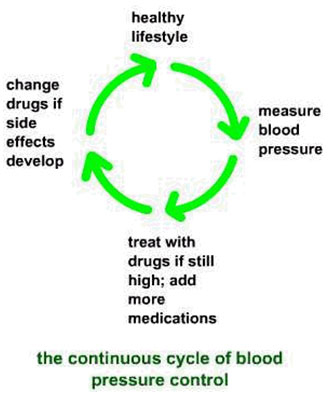 healthy
lifestyle
measure
blood
pressure
treat with
drugs if still
high; add
more
medications
change
drugs if
side
effects
develop
the continuous cycle of blood
pressure control